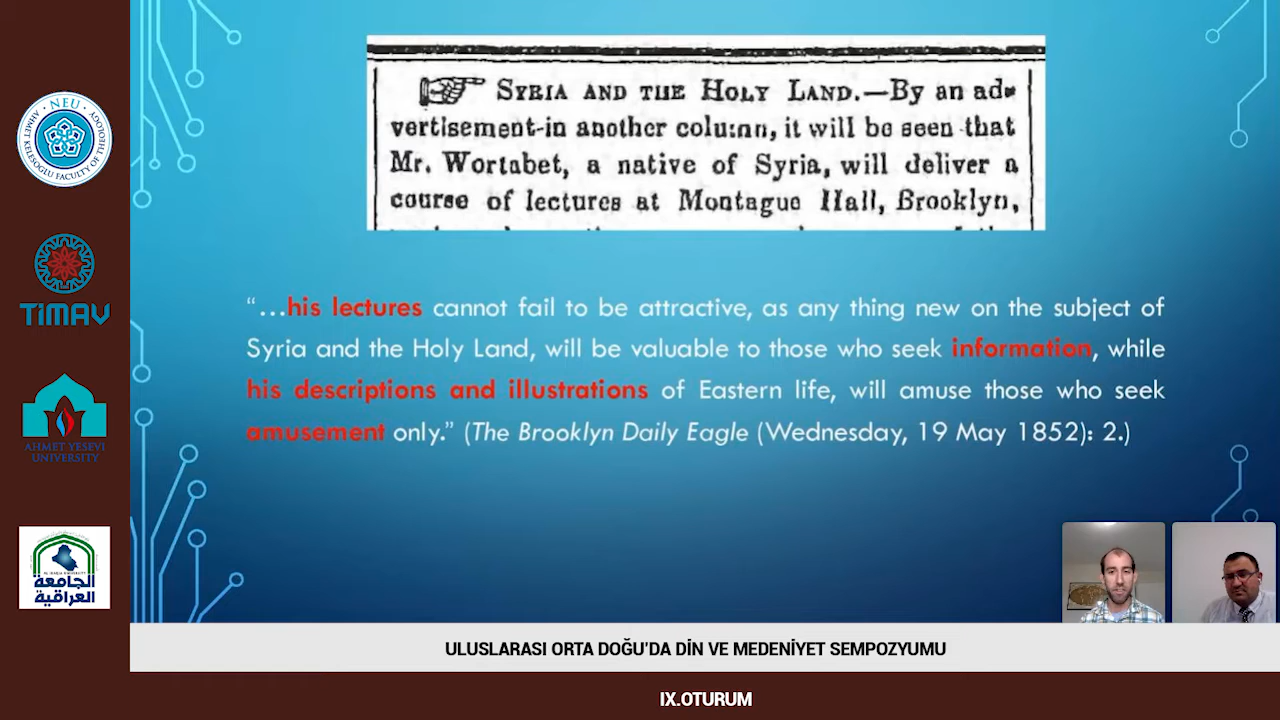 SYRIA AND THE HOLY LAND.—By an ad-
vertisement-in another column, it will be seen that
Mr. Wortabet, a native of Syria, will deliver a
course of lectures at Montague Hall, Brooklyn,
“…his lectures cannot fail to be attractive, as any thing new on the subject of
Syria and the Holy Land, will be valuable to those who seek information, while
his descriptions and illustrations of Eastern life, will amuse those who seek
amusement only.” (The Brooklyn Daily Eagle (Wednesday, 19 May 1852): 2.)
· NEU ·
AHMET KELEŞOĞLU FACULTY OF THEOLOGY
TİMAV
AHMET YESEVI
UNIVERSITY
الجامعة
العراقية
ULUSLARASI ORTA DOĞU’DA DİN VE MEDENİYET SEMPOZYUMU
IX.OTURUM